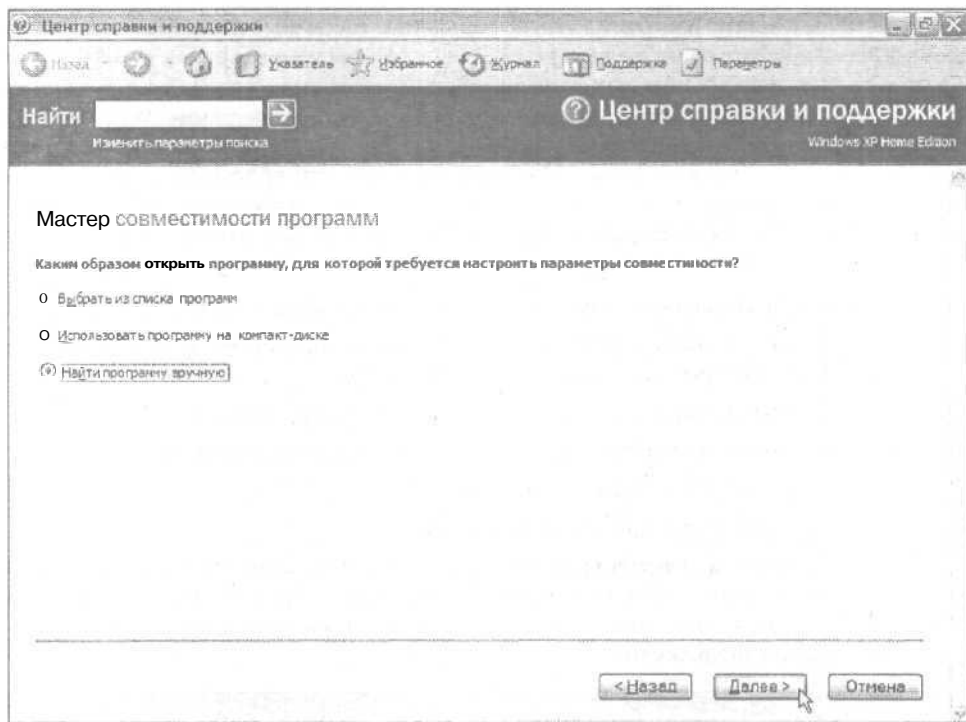 Центр справки и поддержки
Назад Указатель Избранное Журнал Поддержка Параметры
Найти
Изменить параметры поиска
Центр справки и поддержки
Windows XP Home Edition
Мастер совместимости программ
Каким образом открыть программу, для которой требуется настроить параметры совместимости?
Выбрать из списка программ
Использовать программу на компакт-диске
Найти программу вручную
< Назад Далее > Отмена